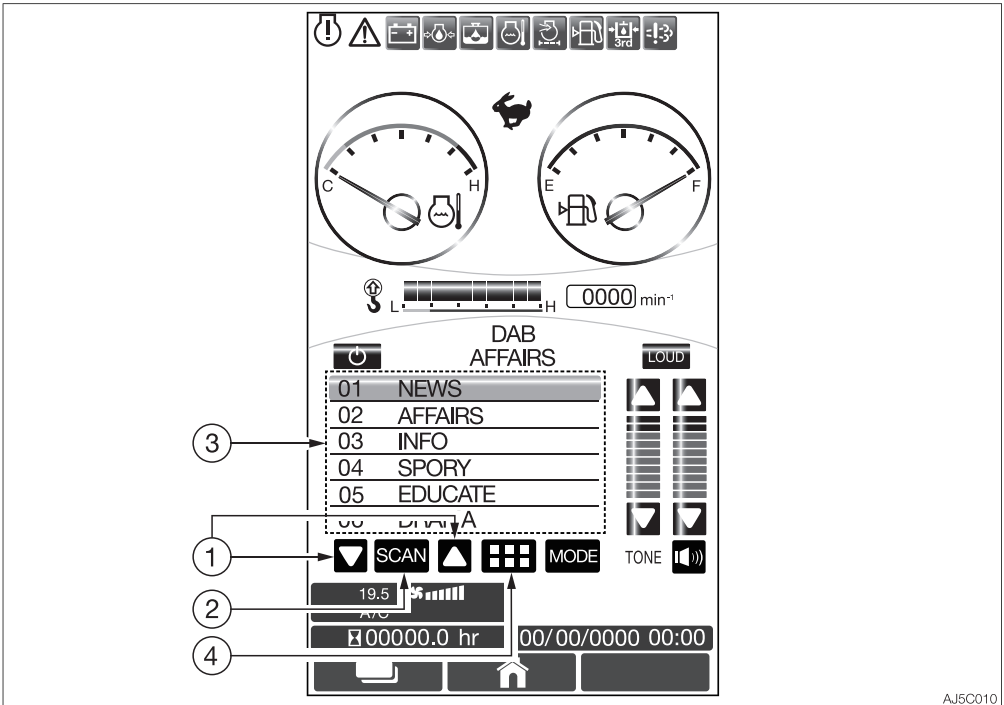 3rd
C H
E F
L H 0000 min-1
DAB
AFFAIRS
LOUD
01 NEWS
02 AFFAIRS
03 INFO
04 SPORY
05 EDUCATE
3
1
SCAN MODE TONE
2
19.5
A/C
4
00000.0 hr 00/00/0000 00:00
AJ5C010